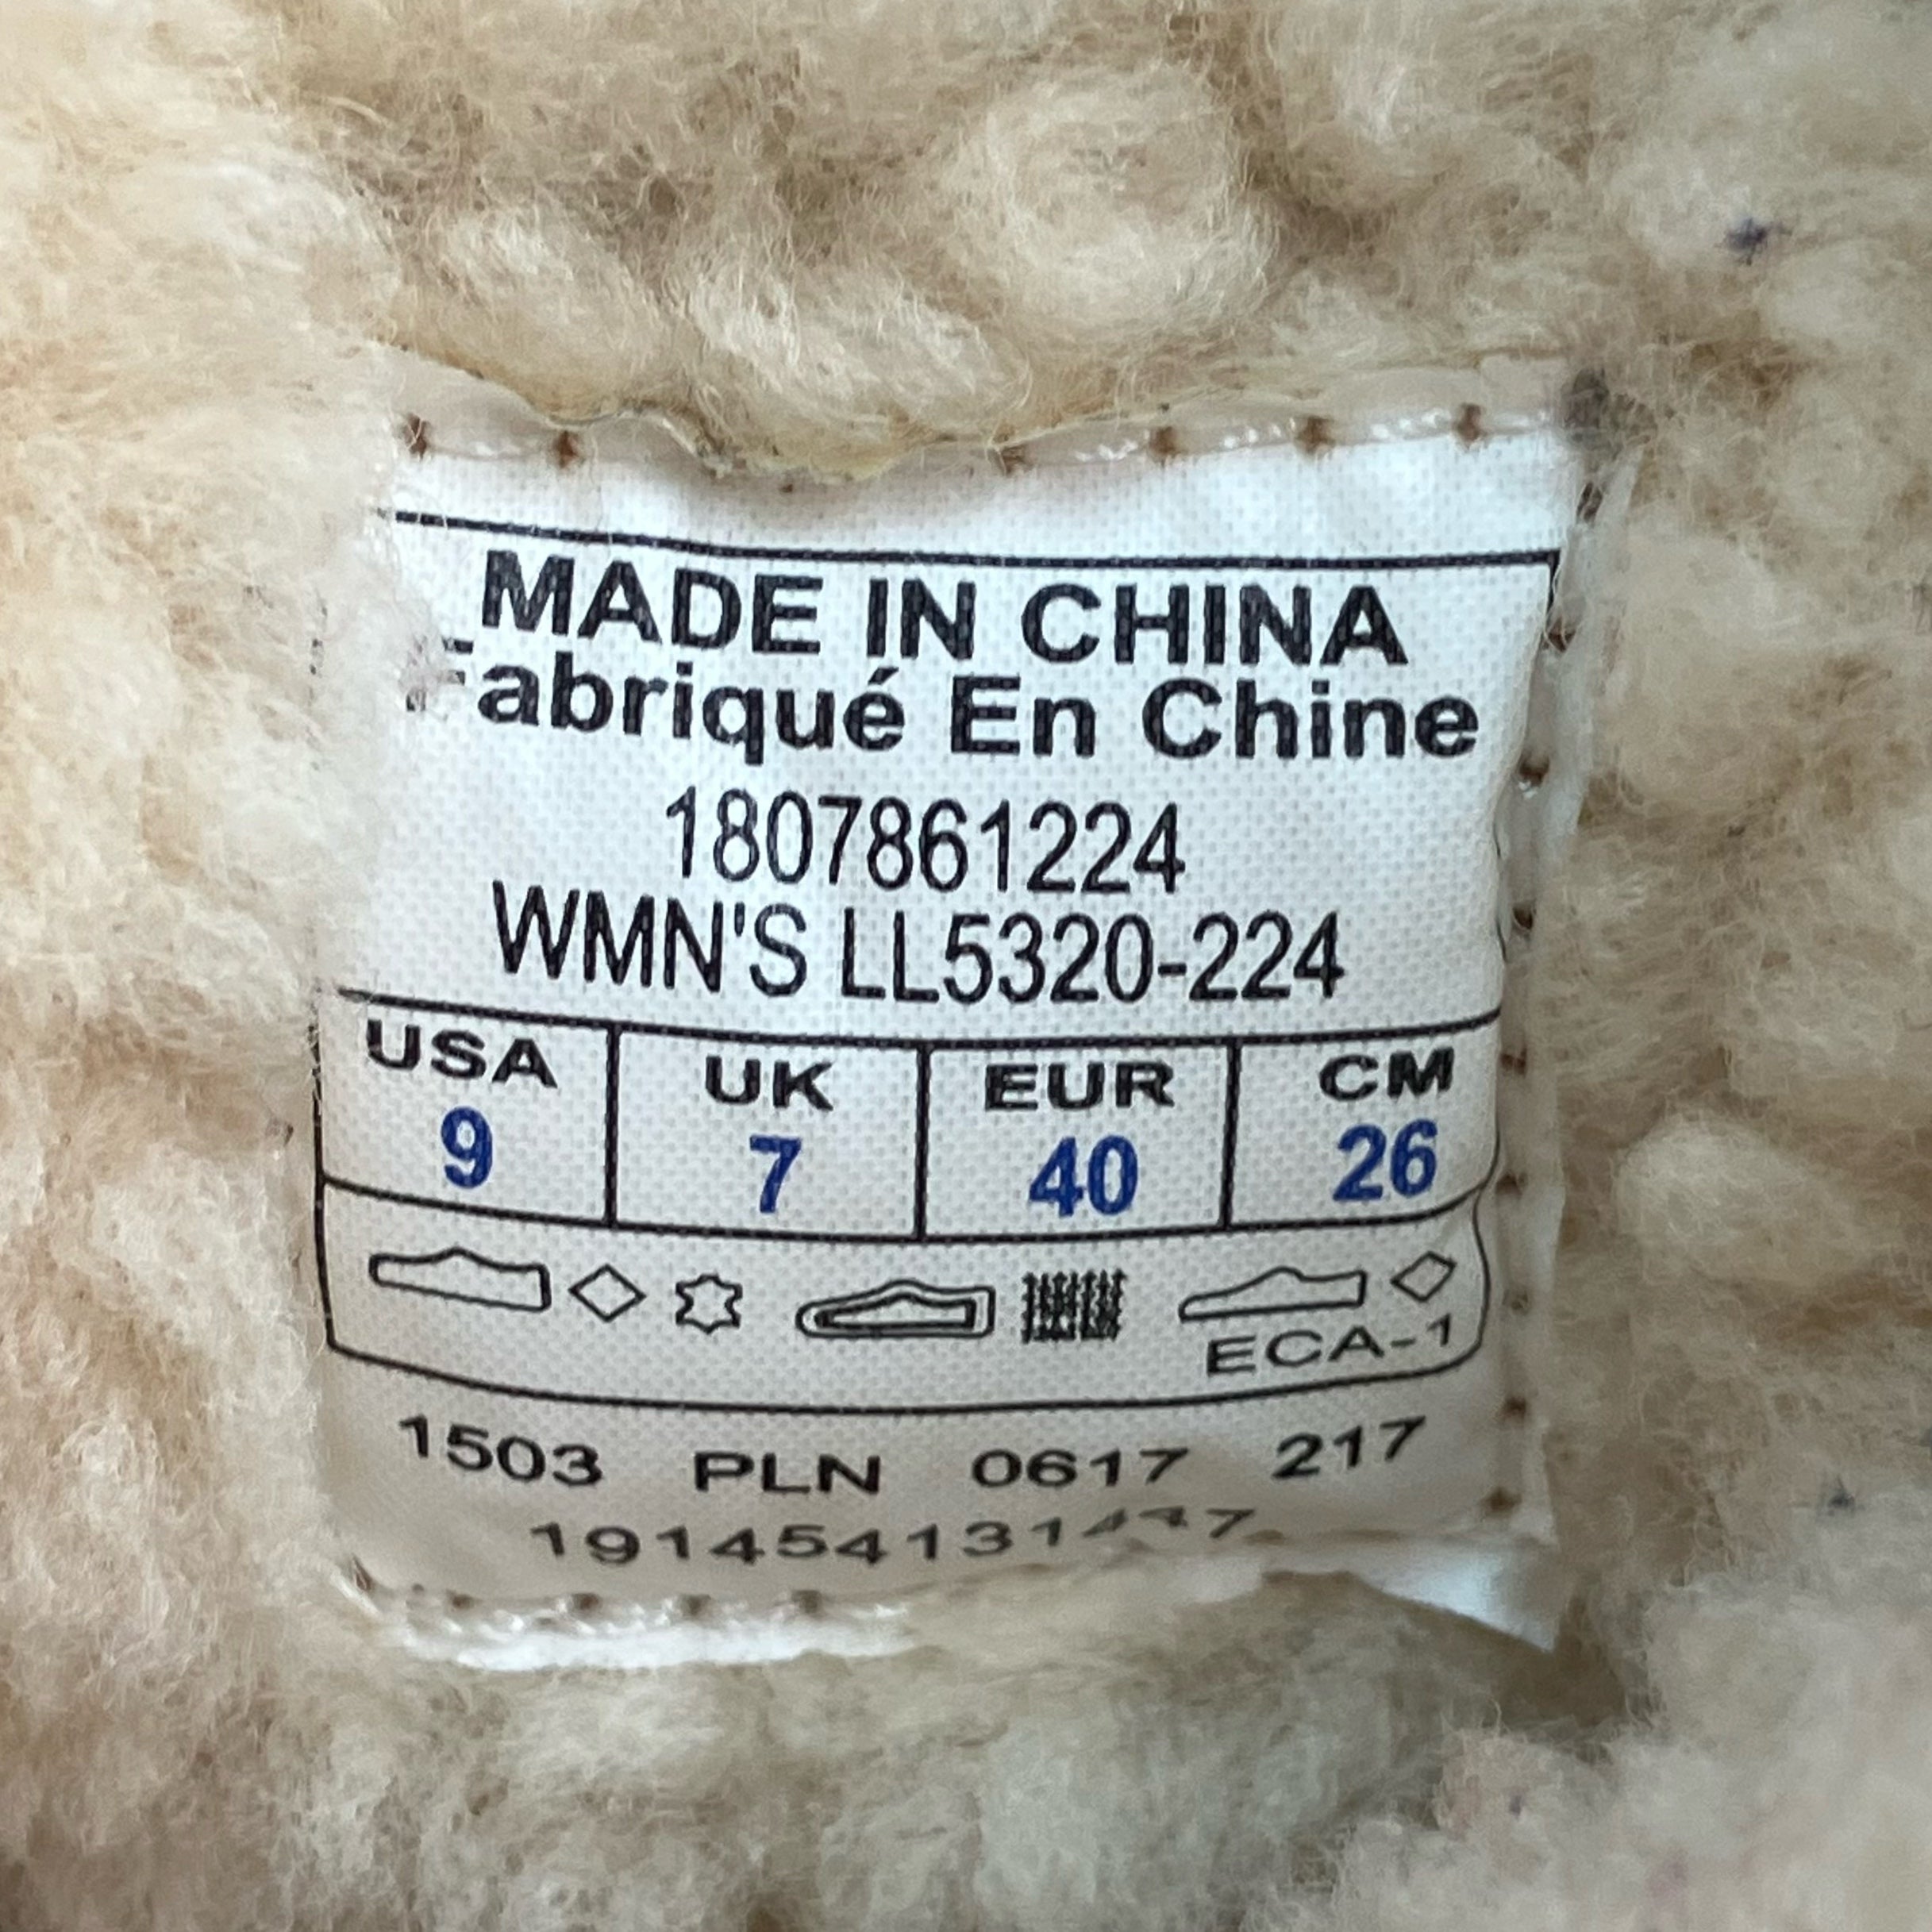 MADE IN CHINA
Fabriqué En Chine
1807861224
WMN'S LL5320-224
USA UK EUR CM
9 7 40 26
ECA-1
1503 PLN 0617 217